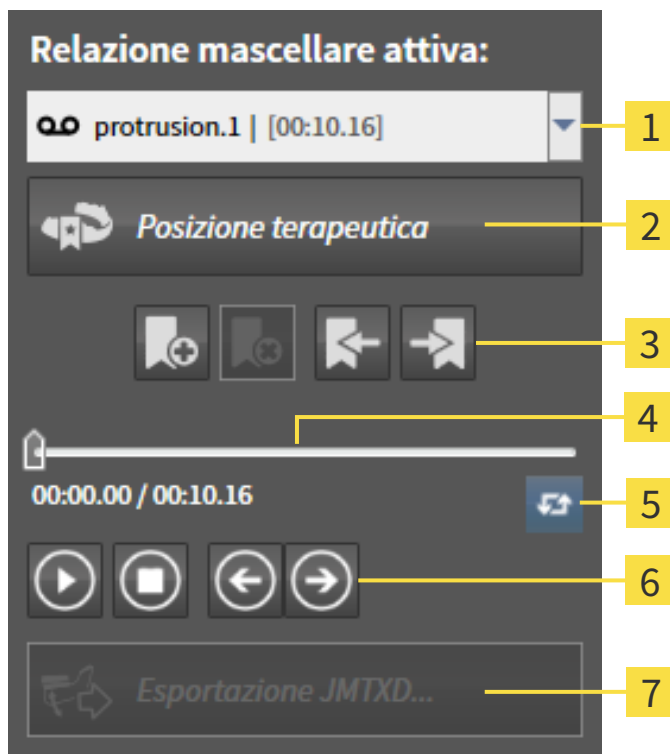 Relazione mascellare attiva:
protrusion.1 | [00:10.16]
1
Posizione terapeutica
2
3
4
00:00.00 / 00:10.16
5
6
Esportazione JMTXD...
7